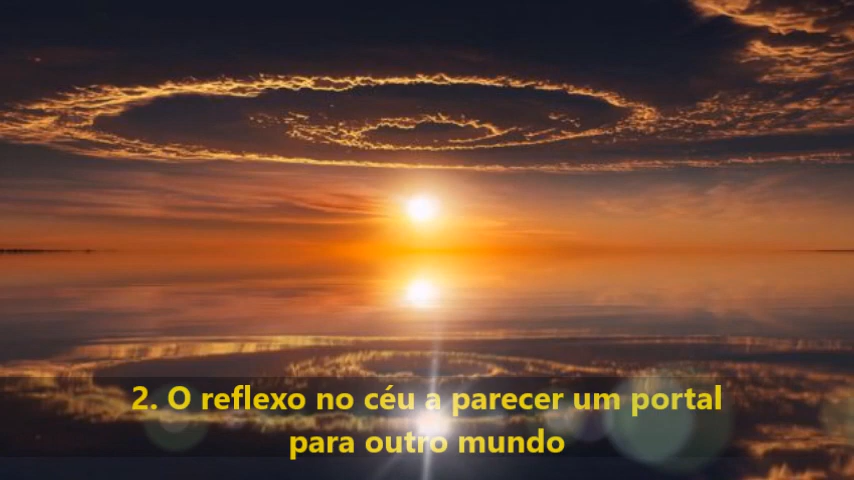 2. O reflexo no céu a parecer um portal
para outro mundo